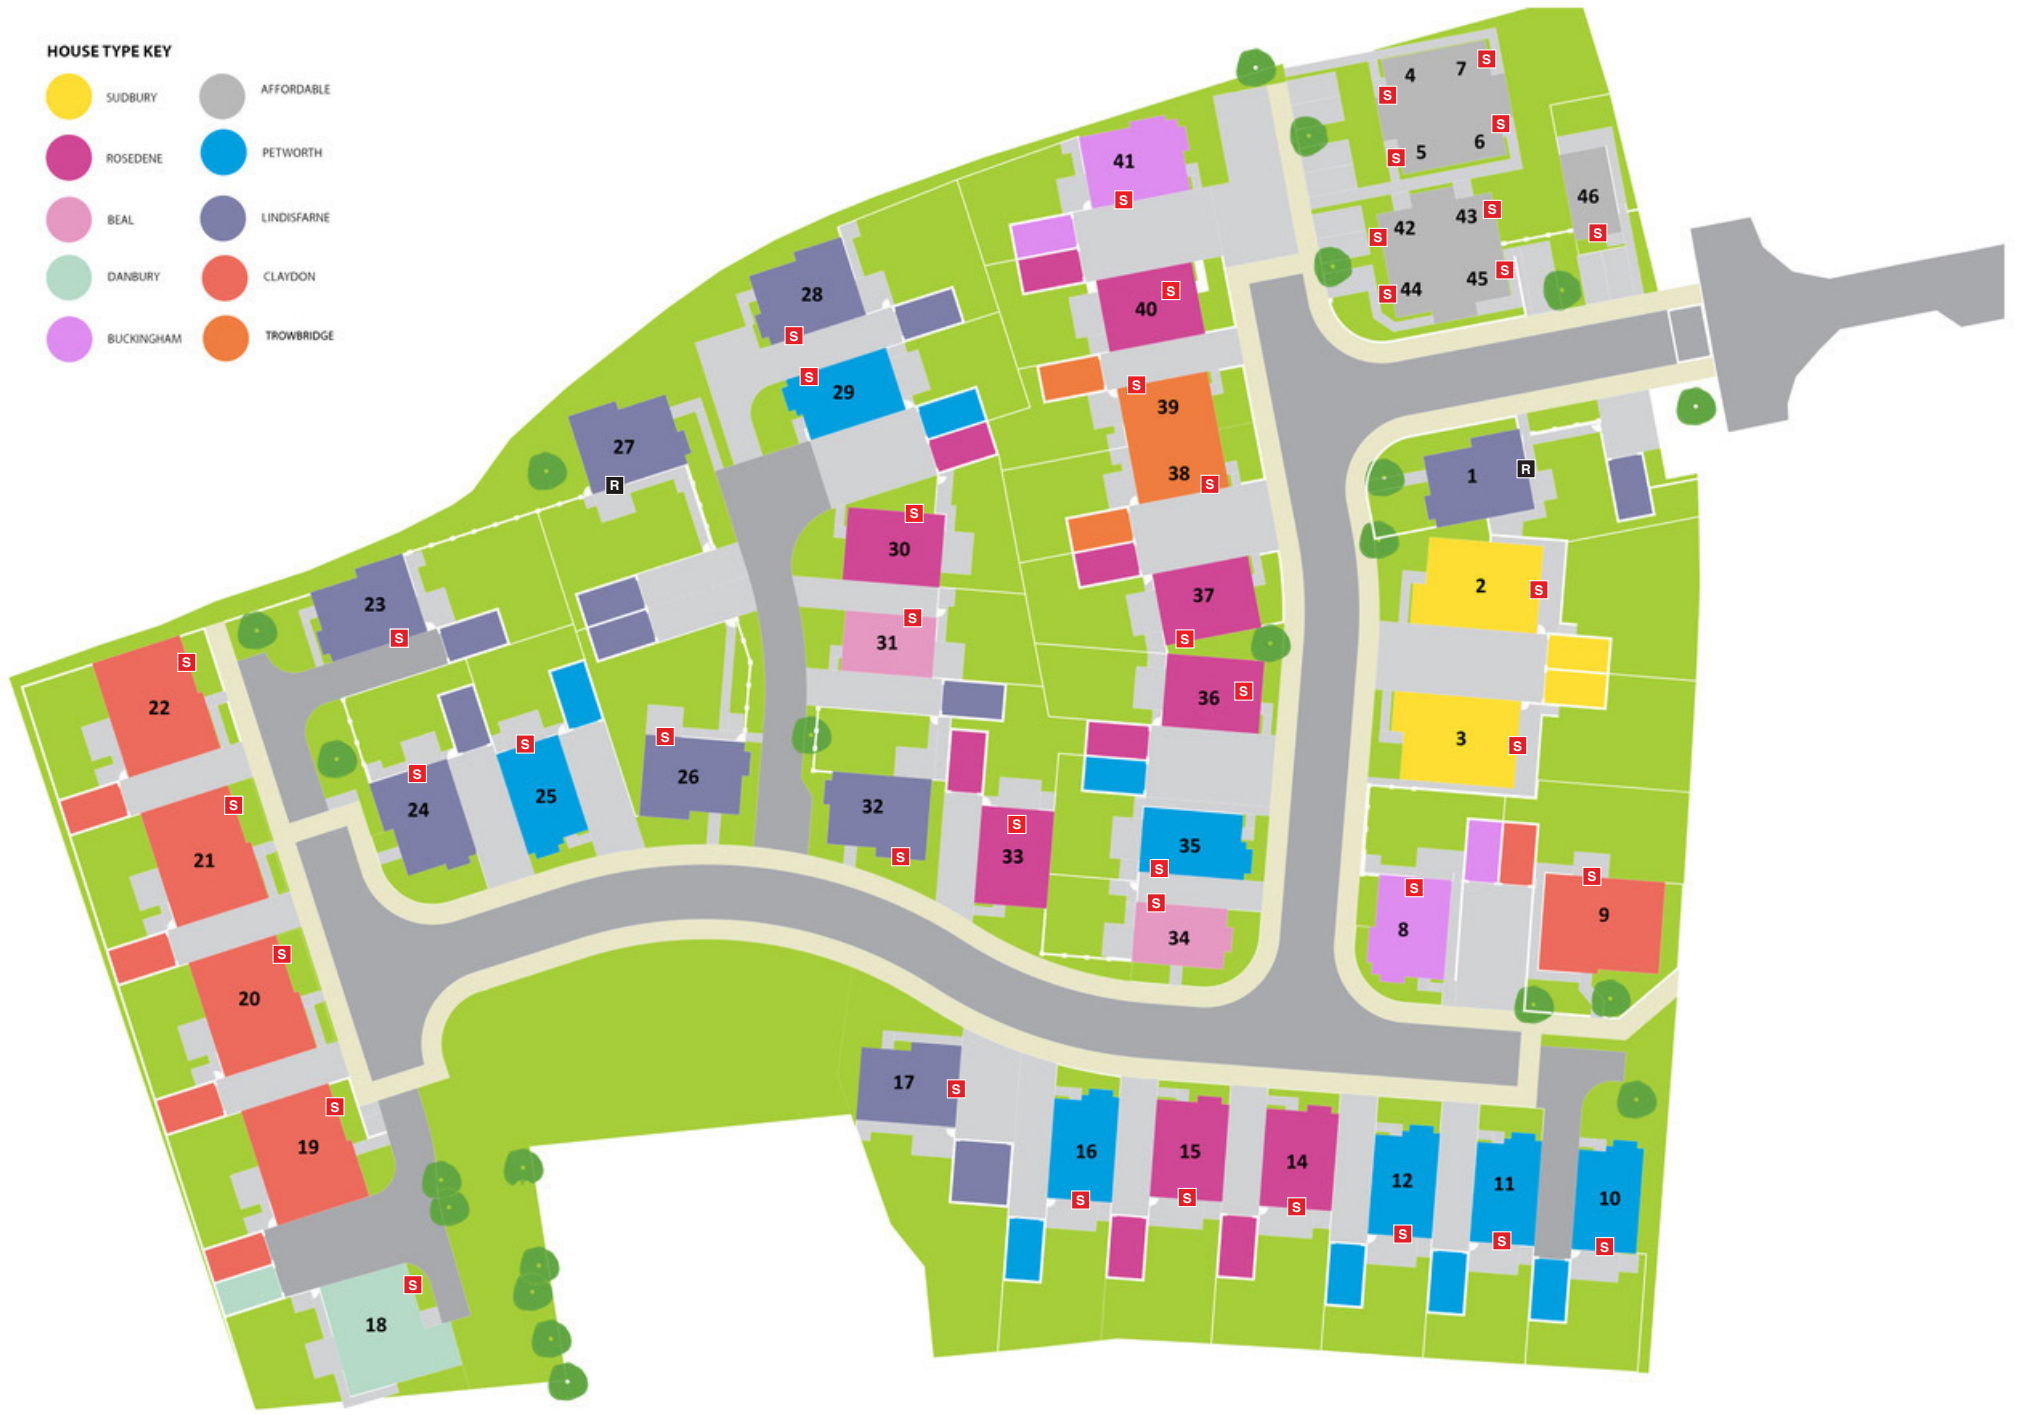 HOUSE TYPE KEY
SUDBURY
AFFORDABLE
ROSEDENE
PETWORTH
BEAL
LINDISFARNE
DANBURY
CLAYDON
BUCKINGHAM
TROWBRIDGE
4 S
7 S
5 S
6 S
41 S
46 S
42 S
43 S
44 S
45 S
28 S
40 S
29 S
39 S
38 S
27 R
1 R
30 S
2 S
23 S
37 S
31 S
22 S
36 S
3 S
26 S
24 S
25 S
32 S
21 S
33 S
35 S
34 S
8 S
9 S
20 S
17 S
19 S
16 S
15 S
14 S
12 S
11 S
10 S
18 S